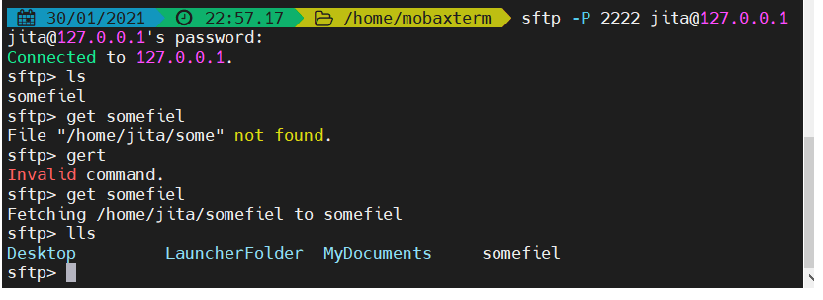 30/01/2021 22:57.17 /home/mobaxterm sftp -P 2222 jita@127.0.0.1
jita@127.0.0.1's password:
Connected to 127.0.0.1.
sftp> ls
somefiel
sftp> get somefiel
File "/home/jita/some" not found.
sftp> gert
Invalid command.
sftp> get somefiel
Fetching /home/jita/somefiel to somefiel
sftp> lls
Desktop LauncherFolder MyDocuments somefiel
sftp>